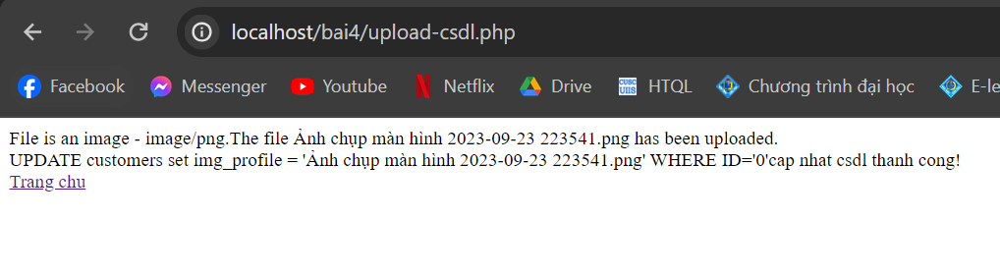 localhost/bai4/upload-csdl.php
Facebook Messenger Youtube Netflix Drive CUSC UIIS HTQL Chương trình đại học E-le
File is an image - image/png.The file Ảnh chụp màn hình 2023-09-23 223541.png has been uploaded.
UPDATE customers set img_profile = 'Ảnh chụp màn hình 2023-09-23 223541.png' WHERE ID='0'cap nhat csdl thanh cong!
Trang chu